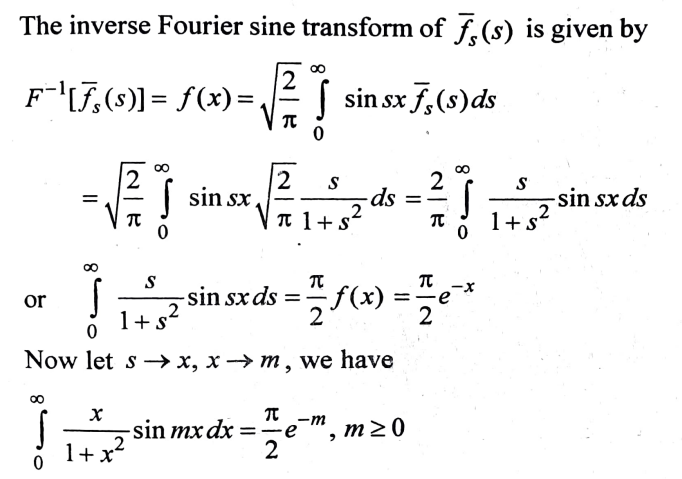 The inverse Fourier sine transform of f̄ₛ(s) is given by
F⁻¹[f̄ₛ(s)] = f(x) = √(2/π) ∫₀^∞ sin sx f̄ₛ(s) ds
= √(2/π) ∫₀^∞ sin sx √(2/π) s/(1+s²) ds = 2/π ∫₀^∞ s/(1+s²) sin sx ds
or ∫₀^∞ s/(1+s²) sin sx ds = π/2 f(x) = π/2 e⁻ˣ
Now let s → x, x → m, we have
∫₀^∞ x/(1+x²) sin mx dx = π/2 e⁻ᵐ, m ≥ 0